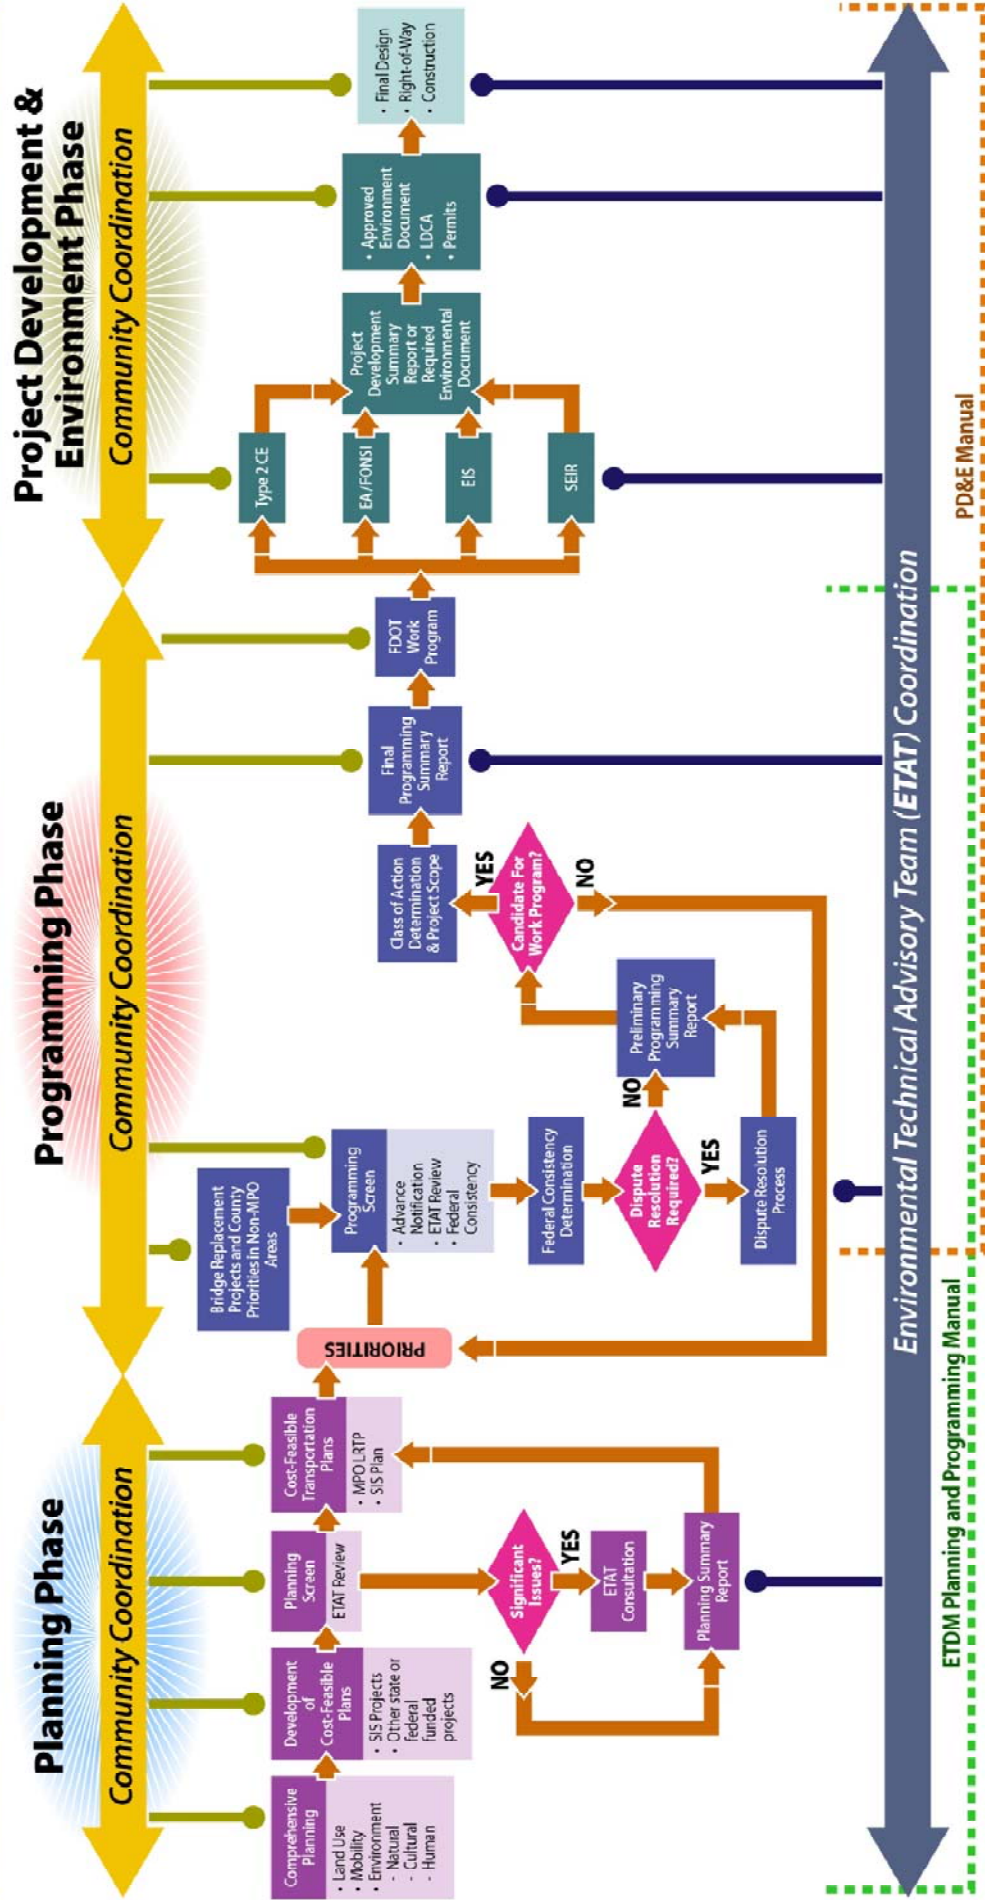 Planning Phase
Programming Phase
Project Development &
Environment Phase
Community Coordination
Community Coordination
Community Coordination
Comprehensive
Planning
• Land Use
• Mobility
• Environment
- Natural
- Cultural
- Human
Development
of
Cost-Feasible
Plans
• SIS Projects
• Other state or
federal
funded
projects
Planning
Screen
ETAT Review
Cost-Feasible
Transportation
Plans
• MPO LRTP
• SIS Plan
Significant
Issues?
NO
YES
ETAT
Consultation
Planning Summary
Report
PRIORITIES
Bridge Replacement
Projects and County
Priorities in Non-MPO
Areas
Programming
Screen
• Advance
Notification
• ETAT Review
• Federal
Consistency
Federal Consistency
Determination
Dispute
Resolution
Required?
NO
YES
Dispute Resolution
Process
Preliminary
Programming
Summary
Report
Candidate For
Work Program?
YES
NO
Class of Action
Determination
& Project Scope
Final
Programming
Summary
Report
FDOT
Work
Program
Type 2 CE
EA/FONSI
EIS
SEIR
Project
Development
Summary
Report or
Required
Environmental
Document
• Approved
Environment
Document
• LDCA
• Permits
• Final Design
• Right-of-Way
• Construction
Environmental Technical Advisory Team (ETAT) Coordination
ETDM Planning and Programming Manual
PD&E Manual